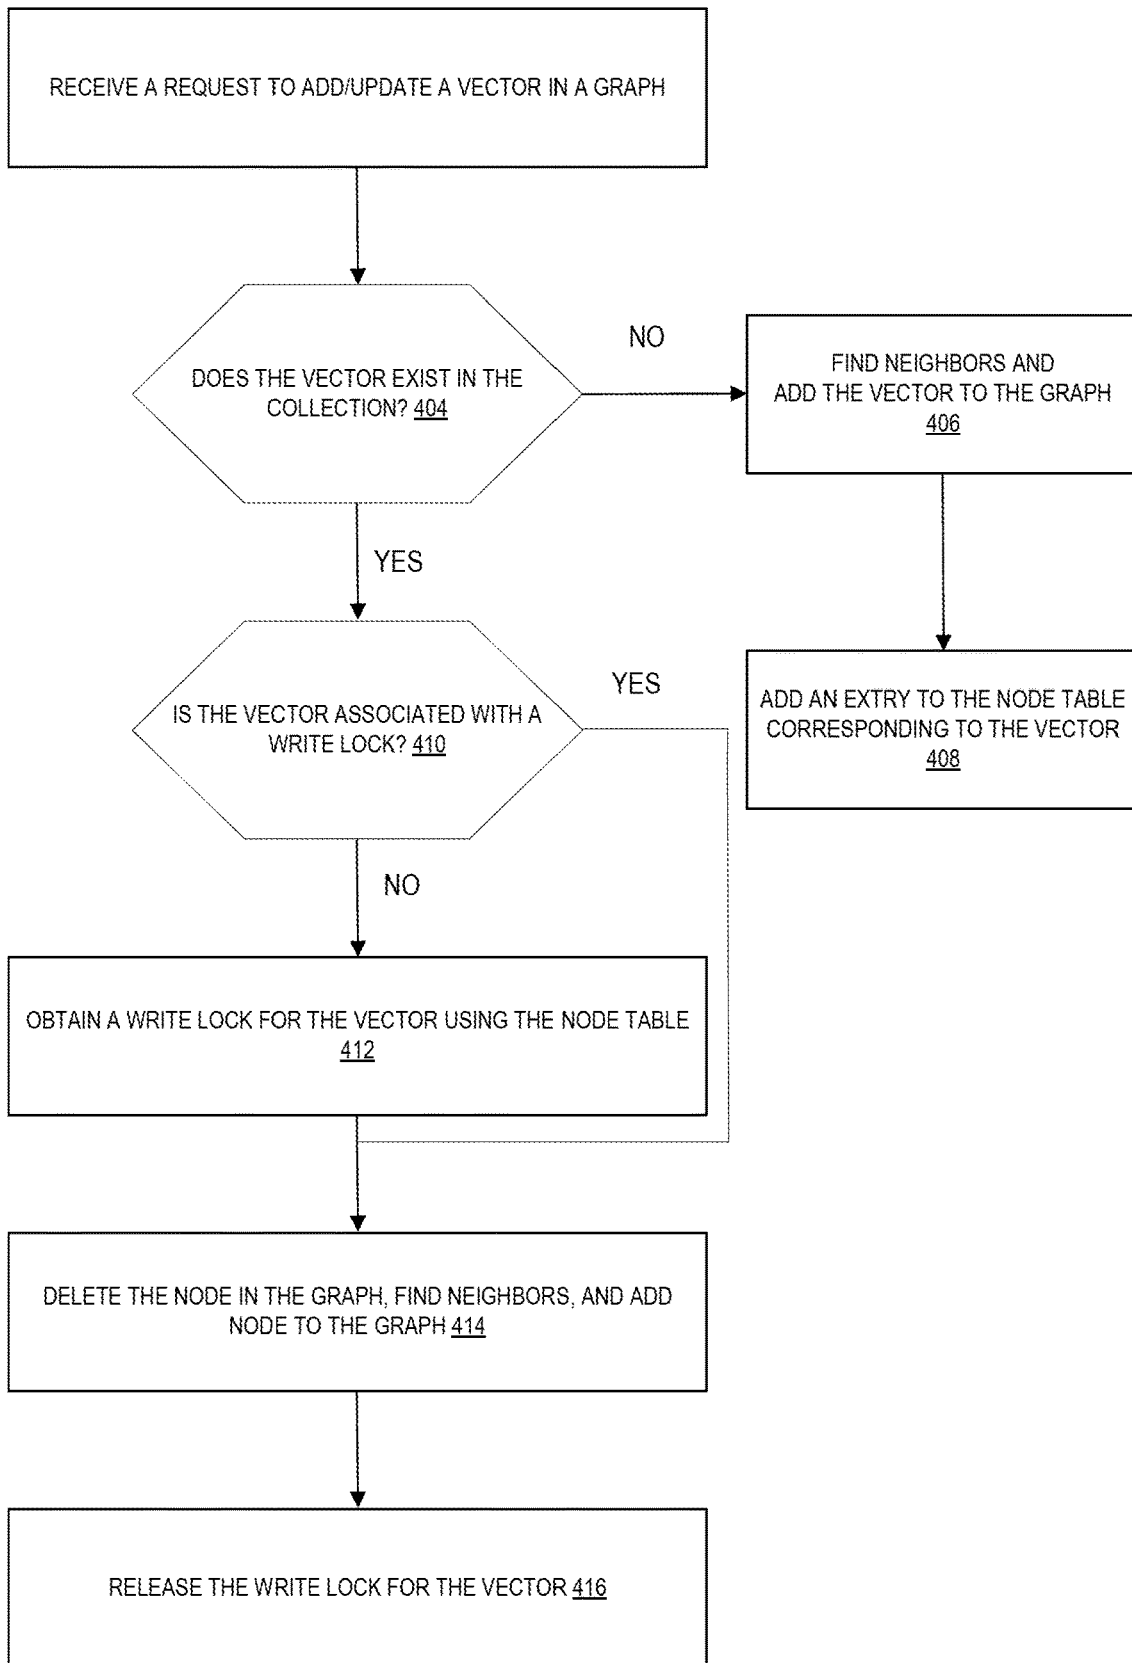 RECEIVE A REQUEST TO ADD/UPDATE A VECTOR IN A GRAPH
DOES THE VECTOR EXIST IN THE
COLLECTION? 404
NO
FIND NEIGHBORS AND
ADD THE VECTOR TO THE GRAPH
406
YES
IS THE VECTOR ASSOCIATED WITH A
WRITE LOCK? 410
YES
ADD AN EXTRY TO THE NODE TABLE
CORRESPONDING TO THE VECTOR
408
NO
OBTAIN A WRITE LOCK FOR THE VECTOR USING THE NODE TABLE
412
DELETE THE NODE IN THE GRAPH, FIND NEIGHBORS, AND ADD
NODE TO THE GRAPH 414
RELEASE THE WRITE LOCK FOR THE VECTOR 416